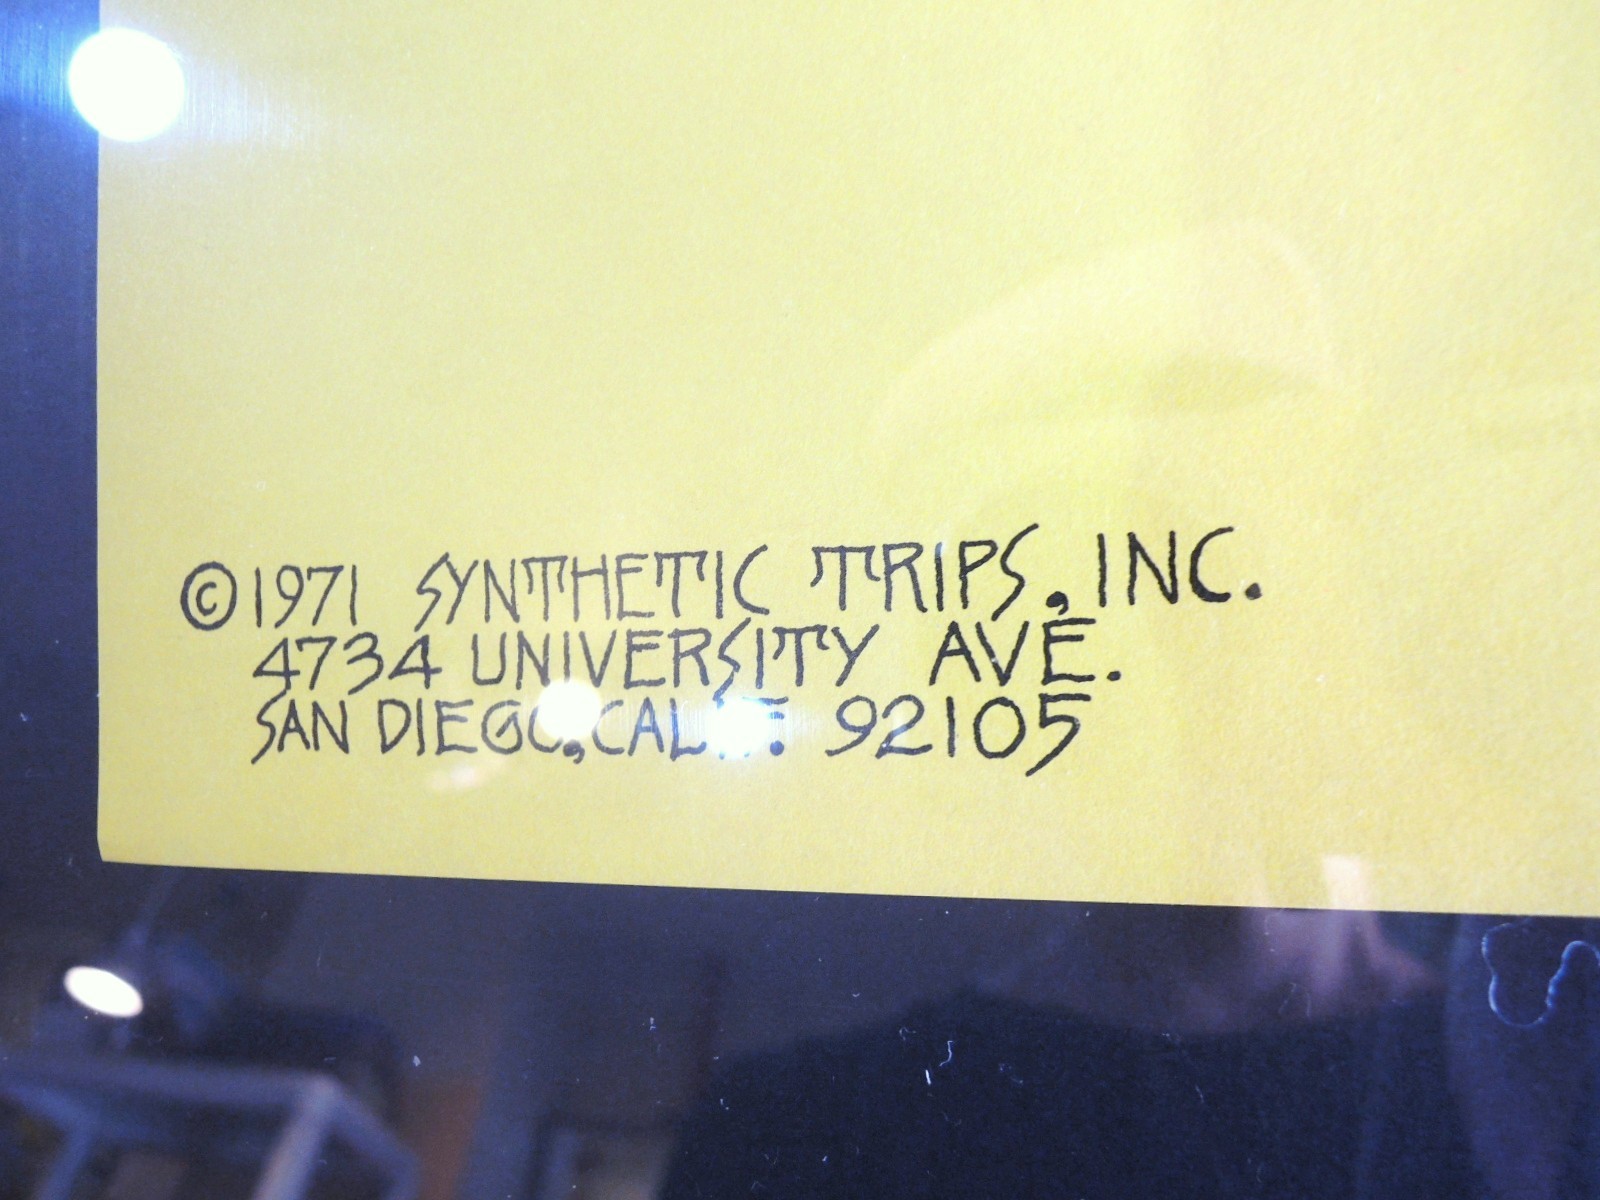 ©1971 SYNTHETIC TRIPS, INC.
4734 UNIVERSITY AVE.
SAN DIEGO, CALIF. 92105